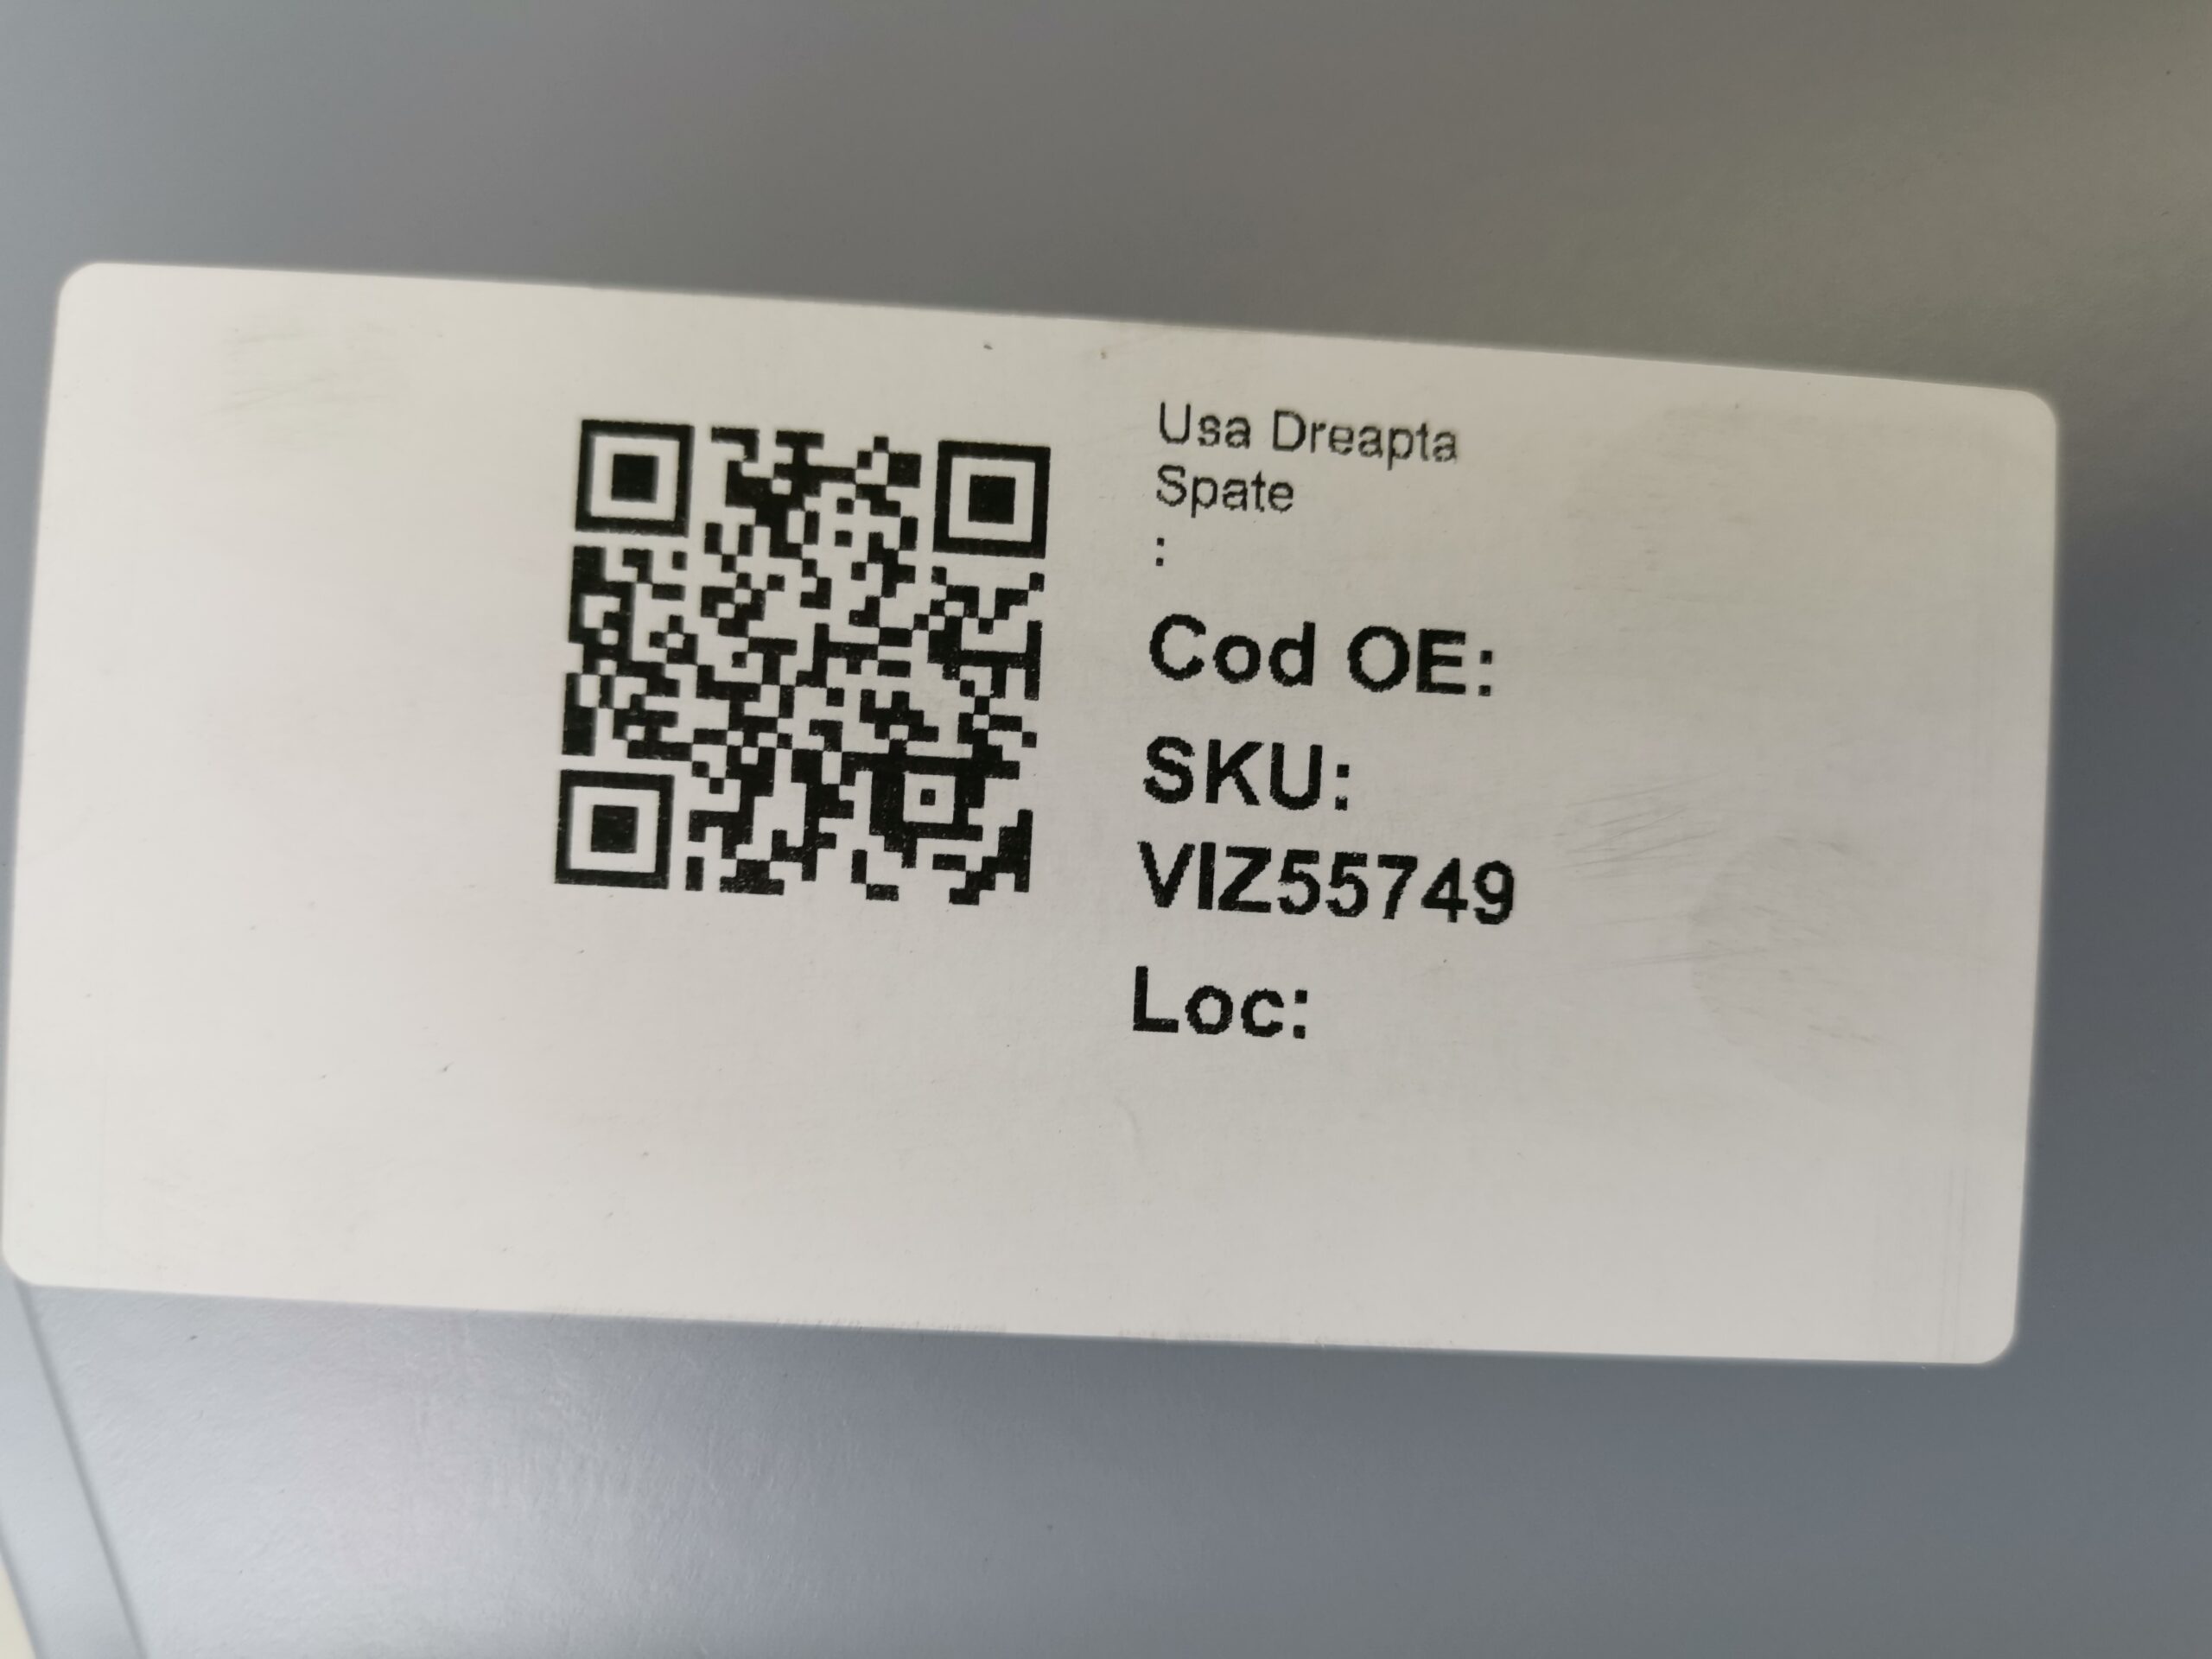 Usa Dreapta
Spate
:
Cod OE:
SKU:
VIZ55749
Loc: